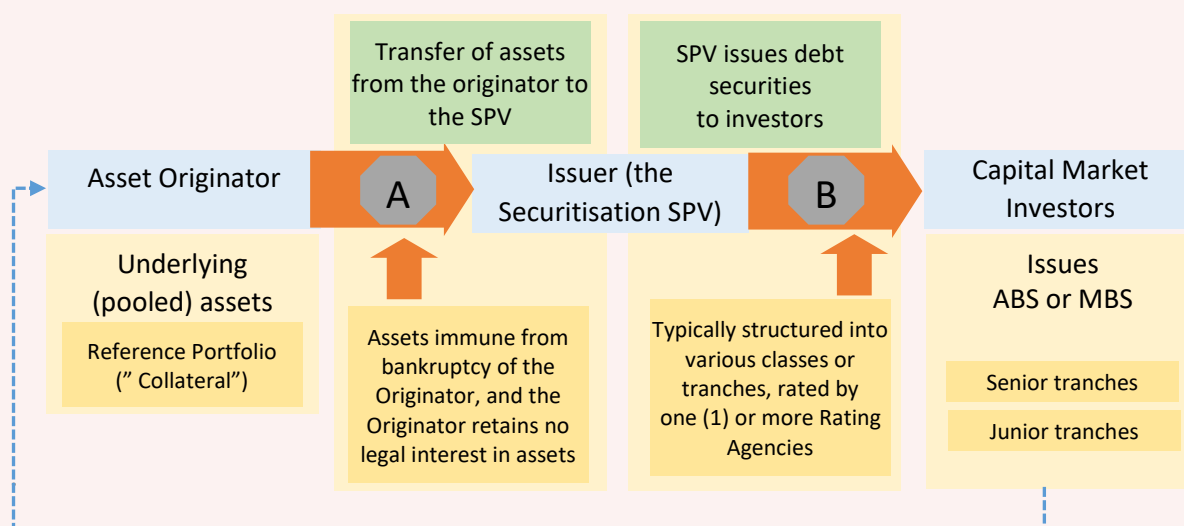 Transfer of assets
from the originator to
the SPV
SPV issues debt
securities
to investors
Asset Originator
A
Issuer (the
Securitisation SPV)
B
Capital Market
Investors
Underlying
(pooled) assets
Reference Portfolio
(” Collateral”)
Assets immune from
bankruptcy of the
Originator, and the
Originator retains no
legal interest in assets
Typically structured into
various classes or
tranches, rated by
one (1) or more Rating
Agencies
Issues
ABS or MBS
Senior tranches
Junior tranches